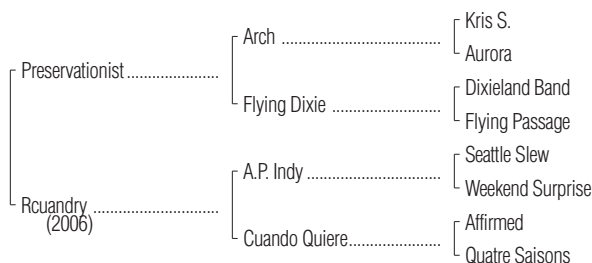 Kris S.
Arch ........................................
Aurora
Preservationist.......................
Dixieland Band
Flying Dixie ...........................
Flying Passage
Seattle Slew
A.P. Indy .................................
Weekend Surprise
Rcuandry ...............................
(2006)
Affirmed
Cuando Quiere.......................
Quatre Saisons